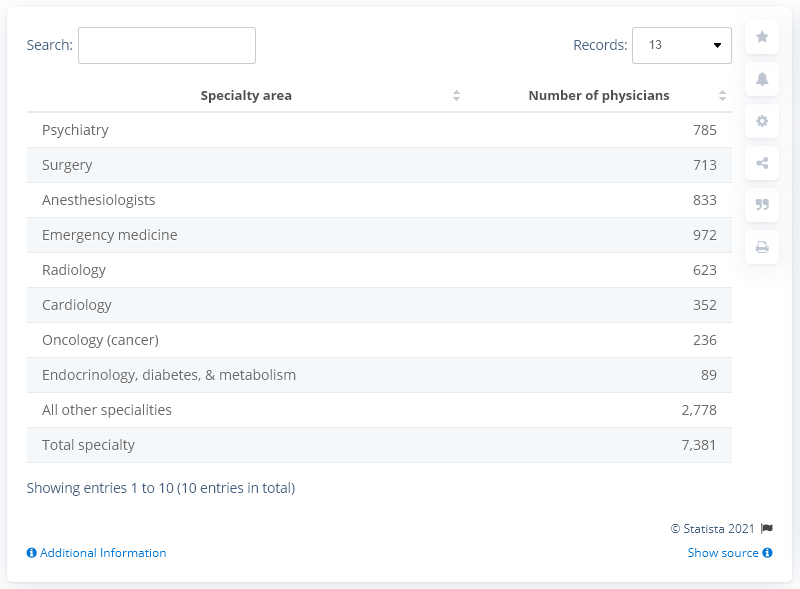 Search:
Records: 13
Specialty area Number of physicians
Psychiatry 785
Surgery 713
Anesthesiologists 833
Emergency medicine 972
Radiology 623
Cardiology 352
Oncology (cancer) 236
Endocrinology, diabetes, & metabolism 89
All other specialities 2,778
Total specialty 7,381
Showing entries 1 to 10 (10 entries in total)
© Statista 2021
Additional Information Show source